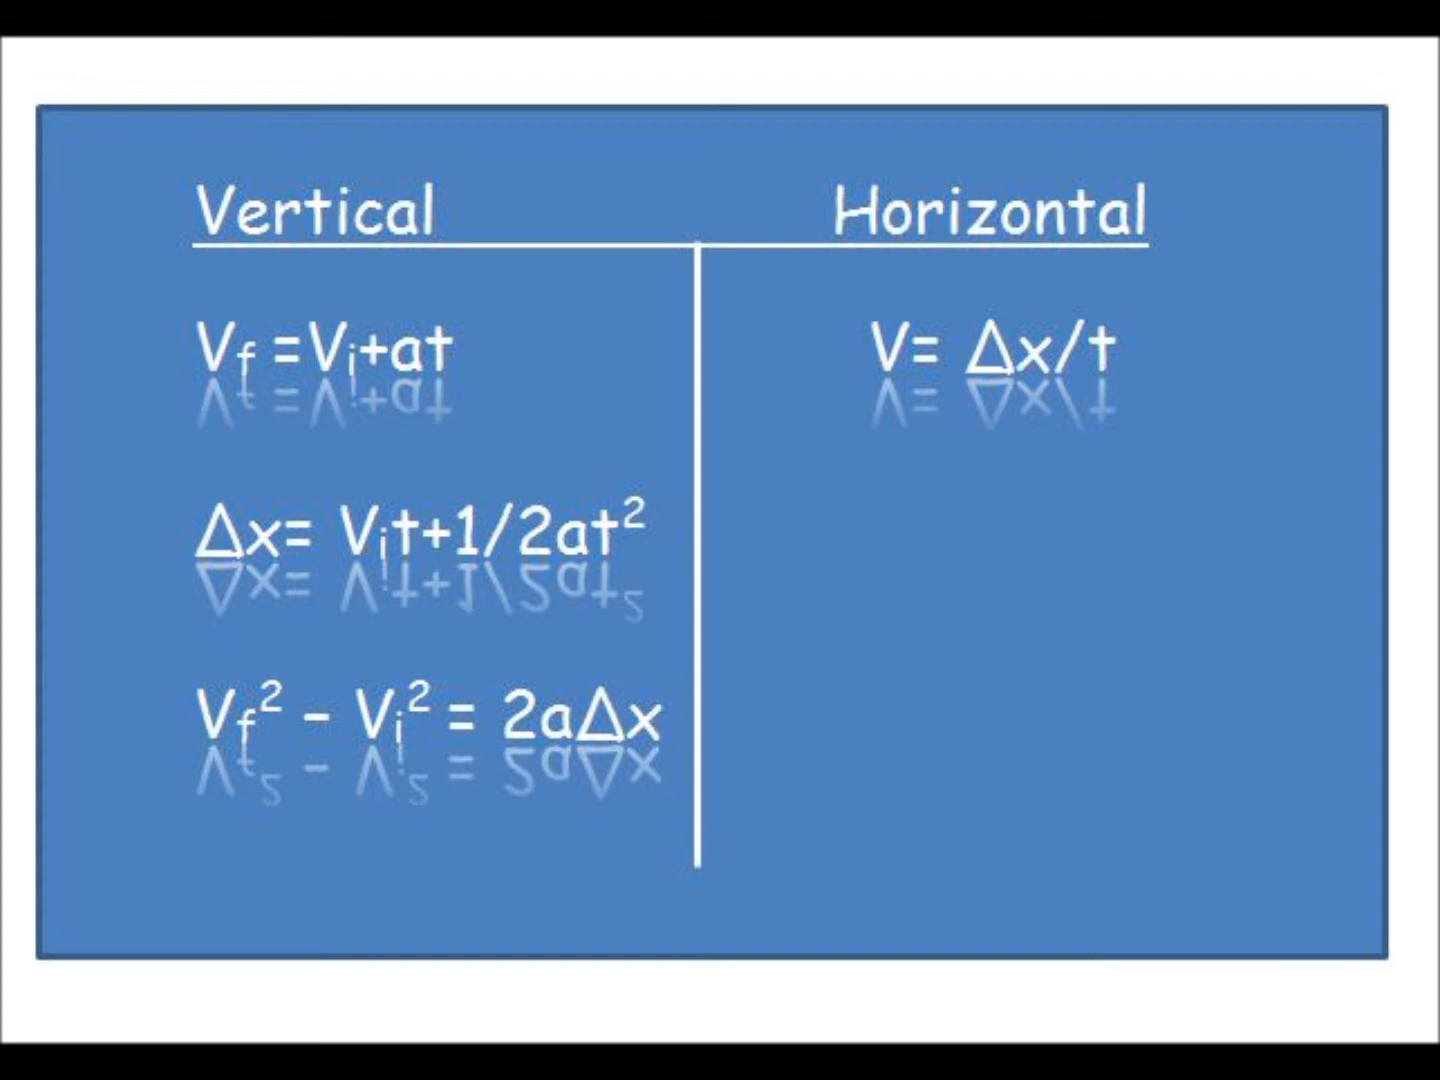 Vertical
Horizontal
Vf =Vi+at
V= Δx/t
Δx= Vit+1/2at²
Vf² - Vi² = 2aΔx